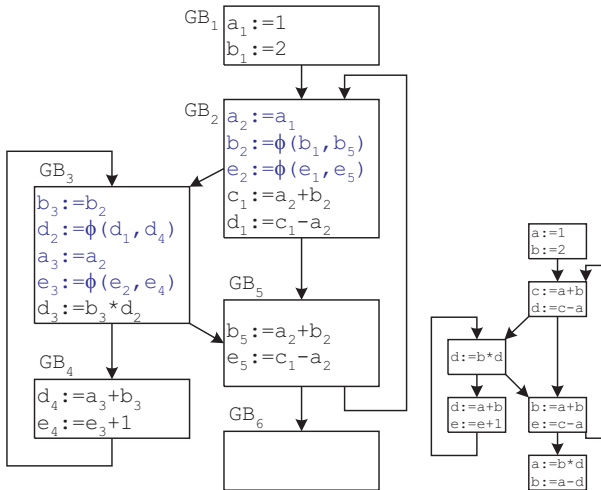 GB₁
a₁:=1
b₁:=2
GB₂
a₂:=a₁
b₂:=ϕ(b₁,b₅)
e₂:=ϕ(e₁,e₅)
c₁:=a₂+b₂
d₁:=c₁-a₂
GB₃
b₃:=b₂
d₂:=ϕ(d₁,d₄)
a₃:=a₂
e₃:=ϕ(e₂,e₄)
d₃:=b₃*d₂
GB₅
b₅:=a₂+b₂
e₅:=c₁-a₂
GB₄
d₄:=a₃+b₃
e₄:=e₃+1
GB₆
a:=1
b:=2
c:=a+b
d:=c-a
d:=b*d
d:=a+b
e:=e+1
b:=a+b
e:=c-a
a:=b*d
b:=a-d